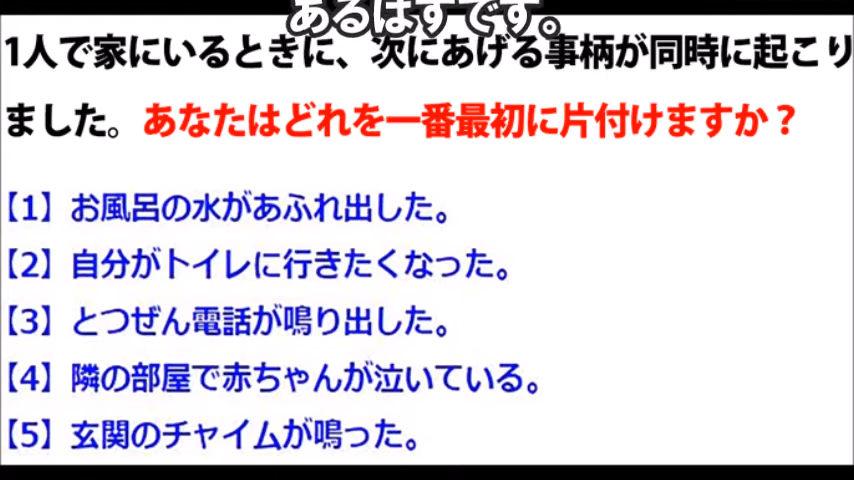 あるはずです。
1人で家にいるときに、次にあげる事柄が同時に起こり
ました。あなたはどれを一番最初に片付けますか？
【1】お風呂の水があふれ出した。
【2】自分がトイレに行きたくなった。
【3】とつぜん電話が鳴り出した。
【4】隣の部屋で赤ちゃんが泣いている。
【5】玄関のチャイムが鳴った。